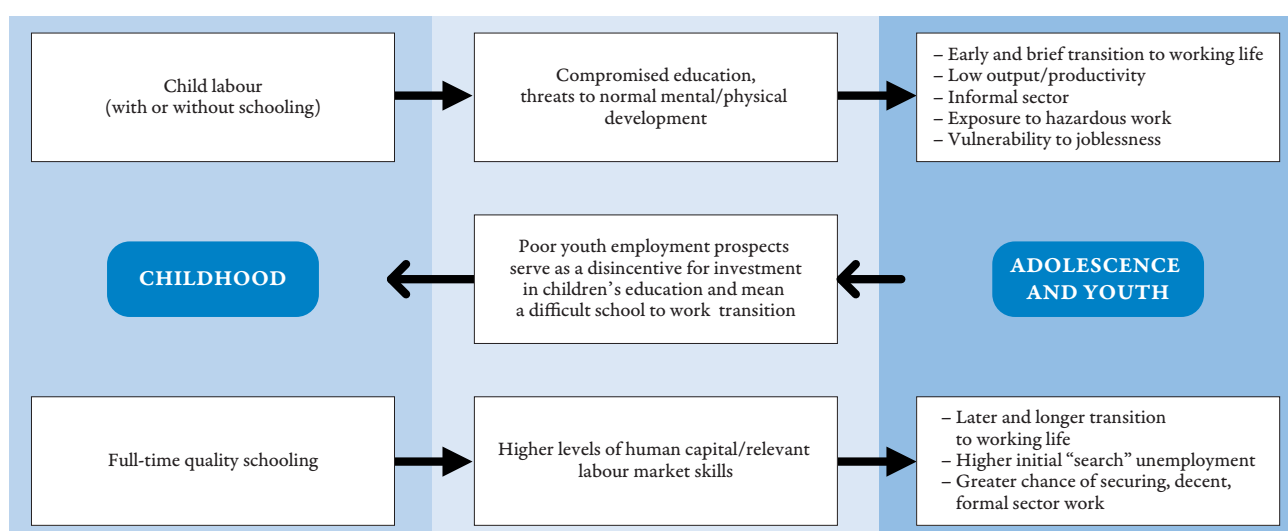 Child labour
(with or without schooling)
Compromised education,
threats to normal mental/physical
development
– Early and brief transition to working life
– Low output/productivity
– Informal sector
– Exposure to hazardous work
– Vulnerability to joblessness
CHILDHOOD
Poor youth employment prospects
serve as a disincentive for investment
in children’s education and mean
a difficult school to work transition
ADOLESCENCE
AND YOUTH
Full-time quality schooling
Higher levels of human capital/relevant
labour market skills
– Later and longer transition
to working life
– Higher initial “search” unemployment
– Greater chance of securing, decent,
formal sector work